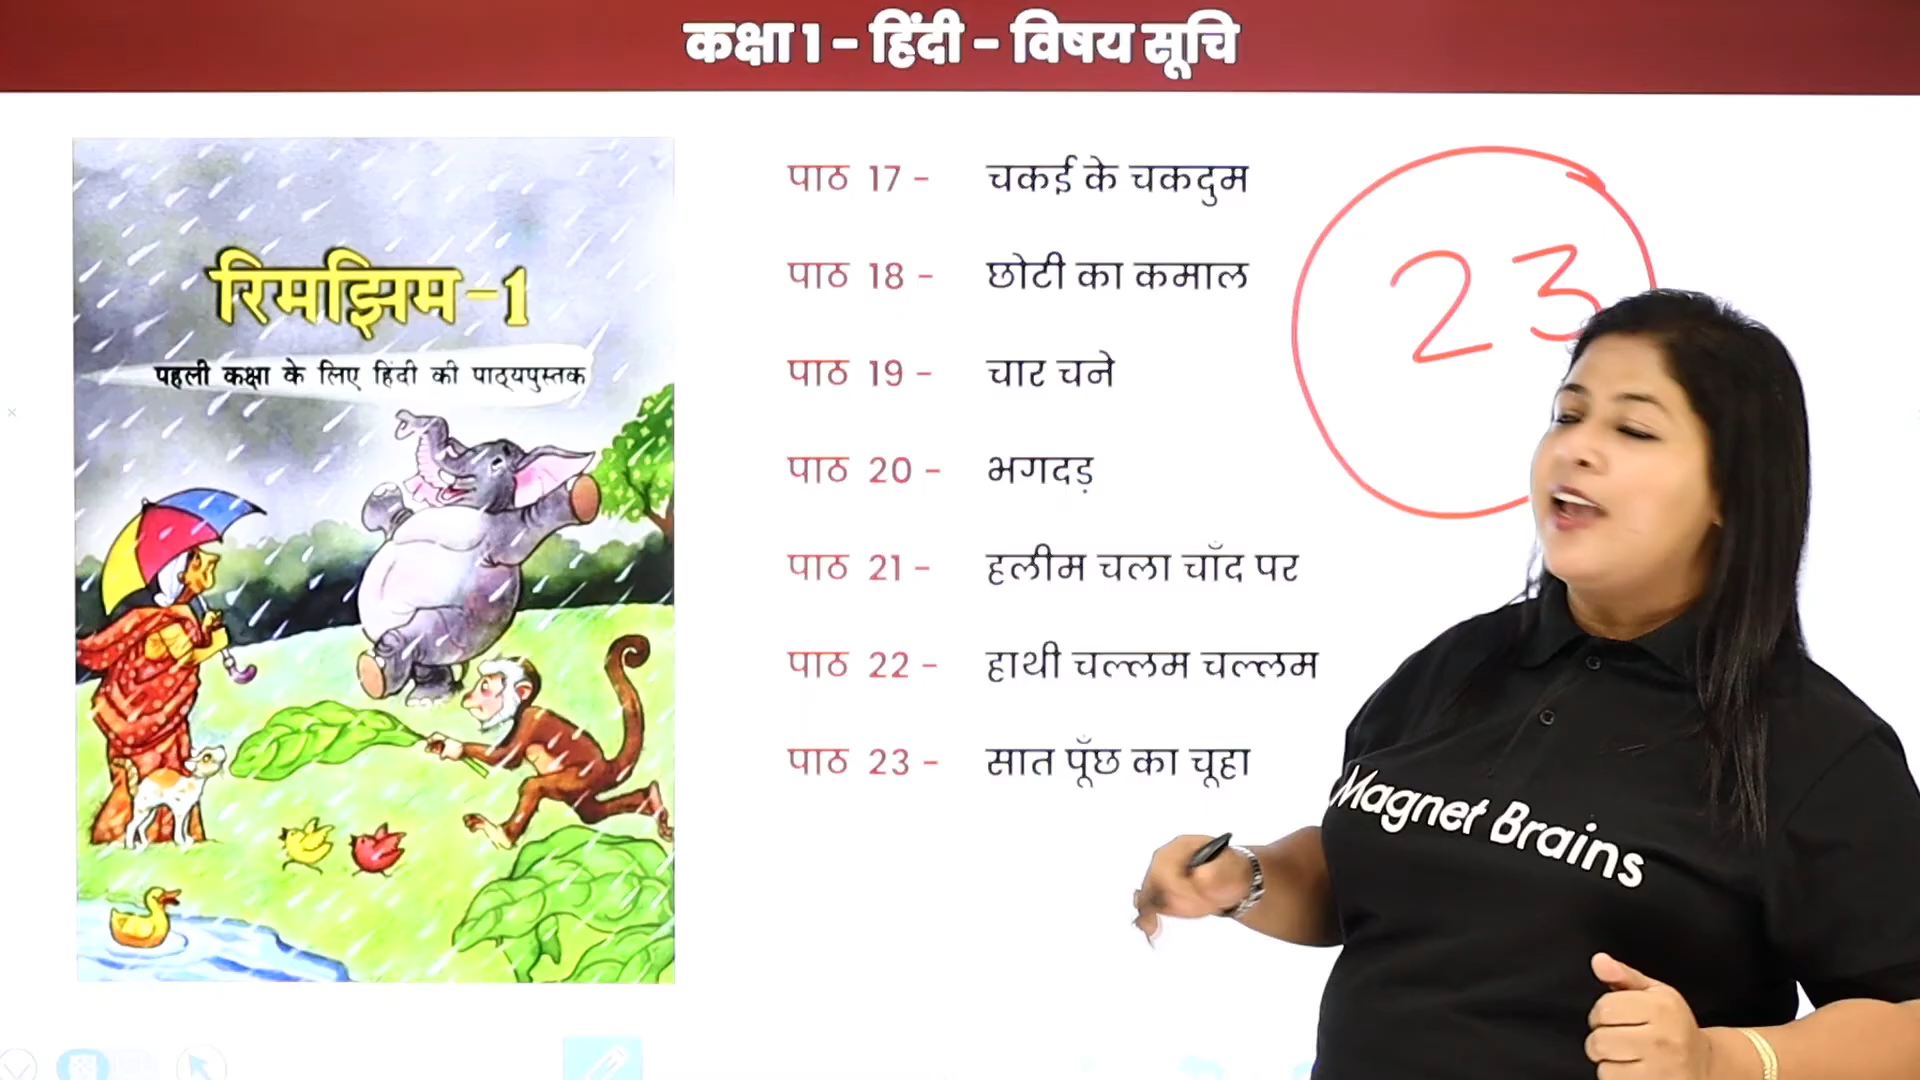 कक्षा 1 - हिंदी - विषय सूचि
रिमझिम -1
पहली कक्षा के लिए हिंदी की पाठ्यपुस्तक
पाठ 17 - चकई के चकदुम
पाठ 18 - छोटी का कमाल
पाठ 19 - चार चने
पाठ 20 - भगदड़
पाठ 21 - हलीम चला चाँद पर
पाठ 22 - हाथी चल्लम चल्लम
पाठ 23 - सात पूँछ का चूहा
23
Magnet Brains